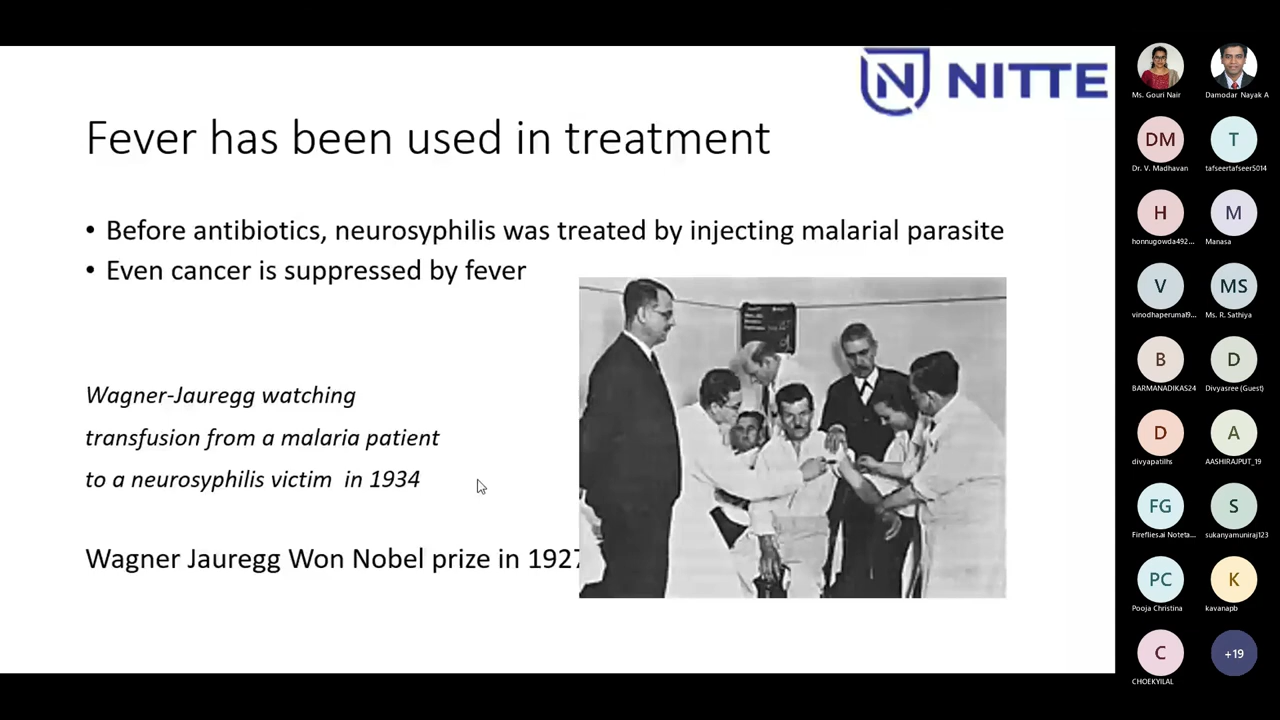 NITTE
Fever has been used in treatment
• Before antibiotics, neurosyphilis was treated by injecting malarial parasite
• Even cancer is suppressed by fever
Wagner-Jauregg watching
transfusion from a malaria patient
to a neurosyphilis victim in 1934
Wagner Jauregg Won Nobel prize in 1927
Ms. Gouri Nair
Damodar Nayak A
DM
T
Dr. V. Madhavan
tafseertafseer5014
H
M
honnugowda492...
Manasa
V
MS
vinodhaperumal9...
Ms. R. Sathiya
B
D
BARMANADIKAS24
Divyasree (Guest)
D
A
divyapatilhs
AASHIRAJPUT_19
FG
S
Fireflies.ai Noteta...
sukanyamuniraj123
PC
K
Pooja Christina
kavanapb
C
+19
CHOEKYILAL